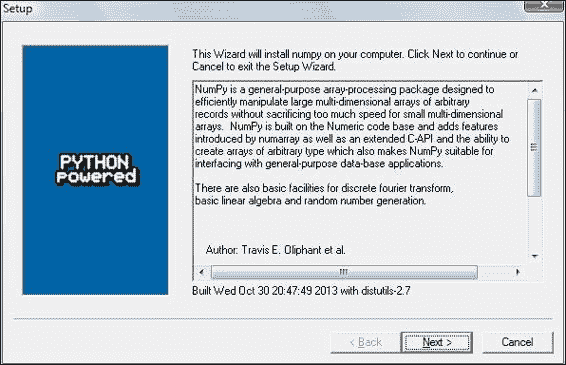 Setup
This Wizard will install numpy on your computer. Click Next to continue or
Cancel to exit the Setup Wizard.
PYTHON
powered
NumPy is a general-purpose array-processing package designed to
efficiently manipulate large multi-dimensional arrays of arbitrary
records without sacrificing too much speed for small multi-dimensional
arrays.  NumPy is built on the Numeric code base and adds features
introduced by numarray as well as an extended C-API and the ability to
create arrays of arbitrary type which also makes NumPy suitable for
interfacing with general-purpose data-base applications.
There are also basic facilities for discrete fourier transform,
basic linear algebra and random number generation.
Author: Travis E. Oliphant et al.
Built Wed Oct 30 20:47:49 2013 with distutils-2.7
< Back
Next >
Cancel